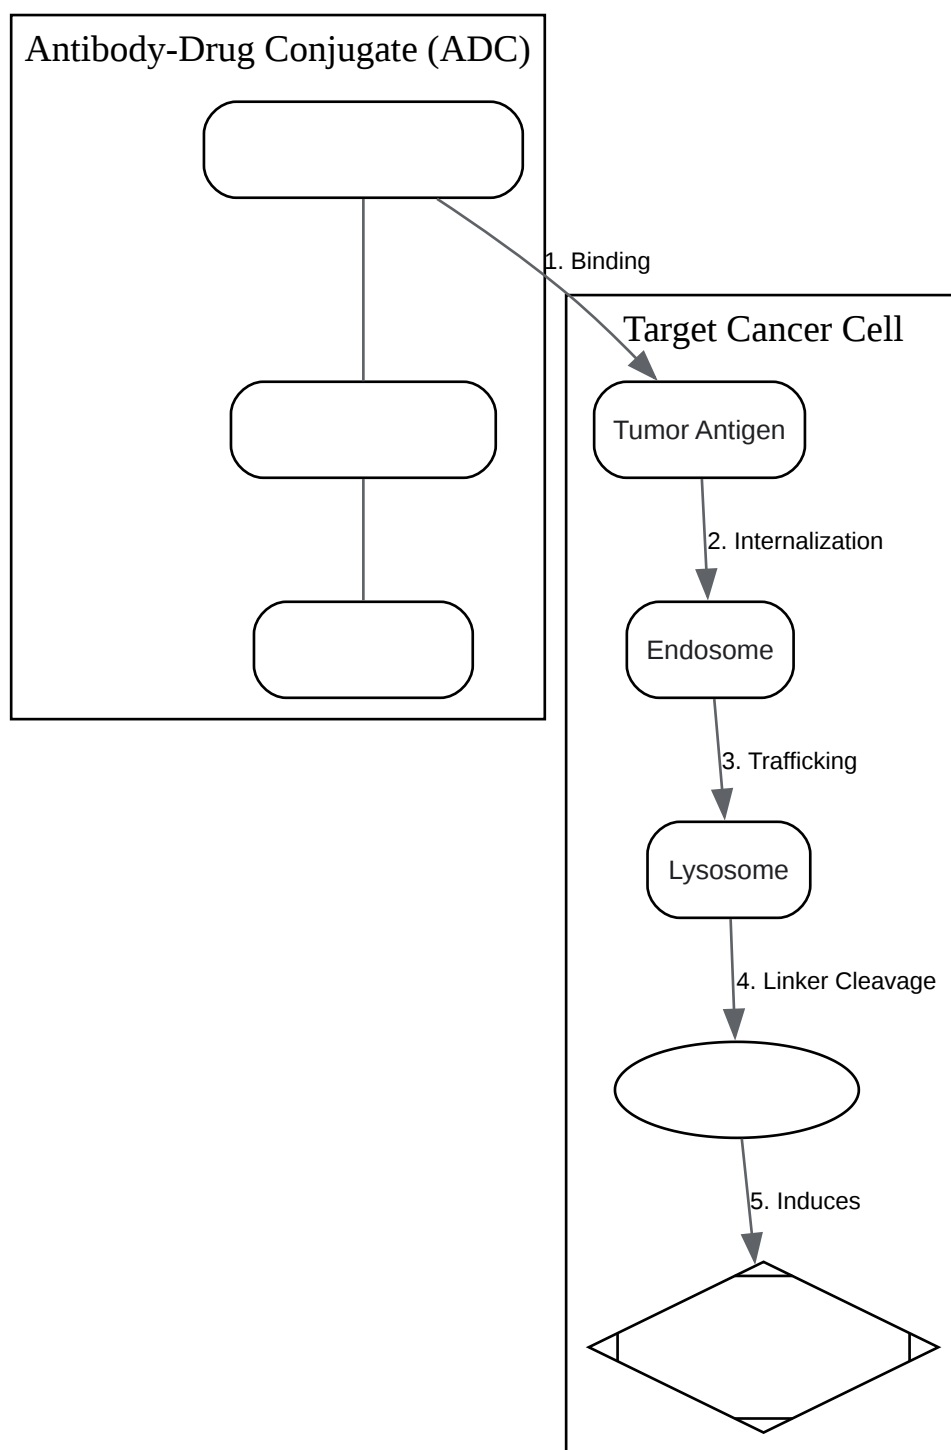 Antibody-Drug Conjugate (ADC)
1. Binding
Target Cancer Cell
Tumor Antigen
2. Internalization
Endosome
3. Trafficking
Lysosome
4. Linker Cleavage
5. Induces